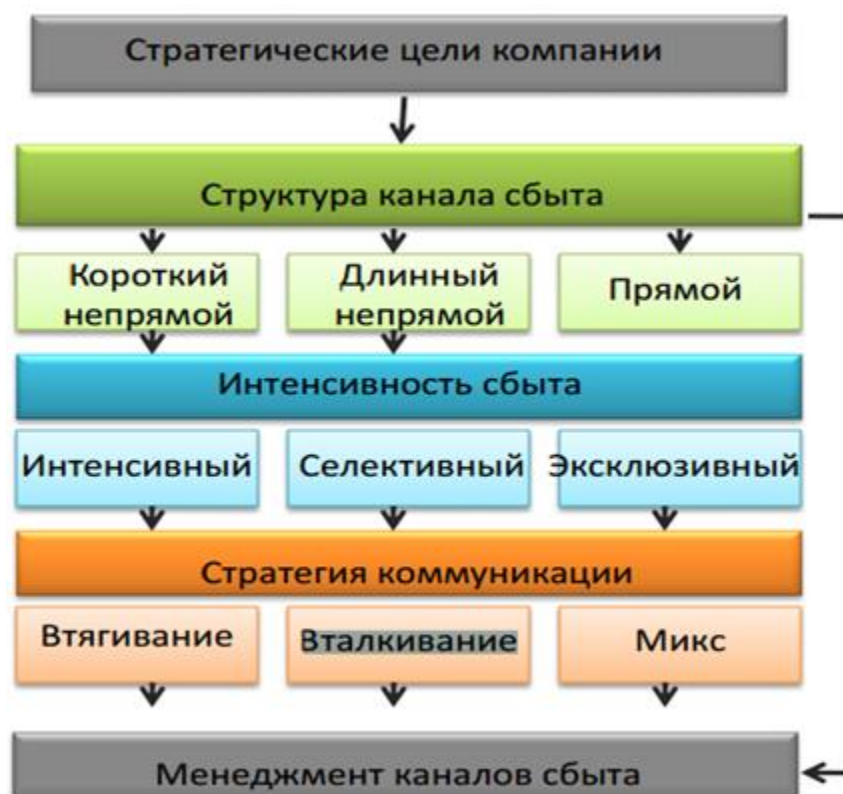 Стратегические цели компании
Структура канала сбыта
Короткий
непрямой
Длинный
непрямой
Прямой
Интенсивность сбыта
Интенсивный
Селективный
Эксклюзивный
Стратегия коммуникации
Втягивание
Вталкивание
Микс
Менеджмент каналов сбыта